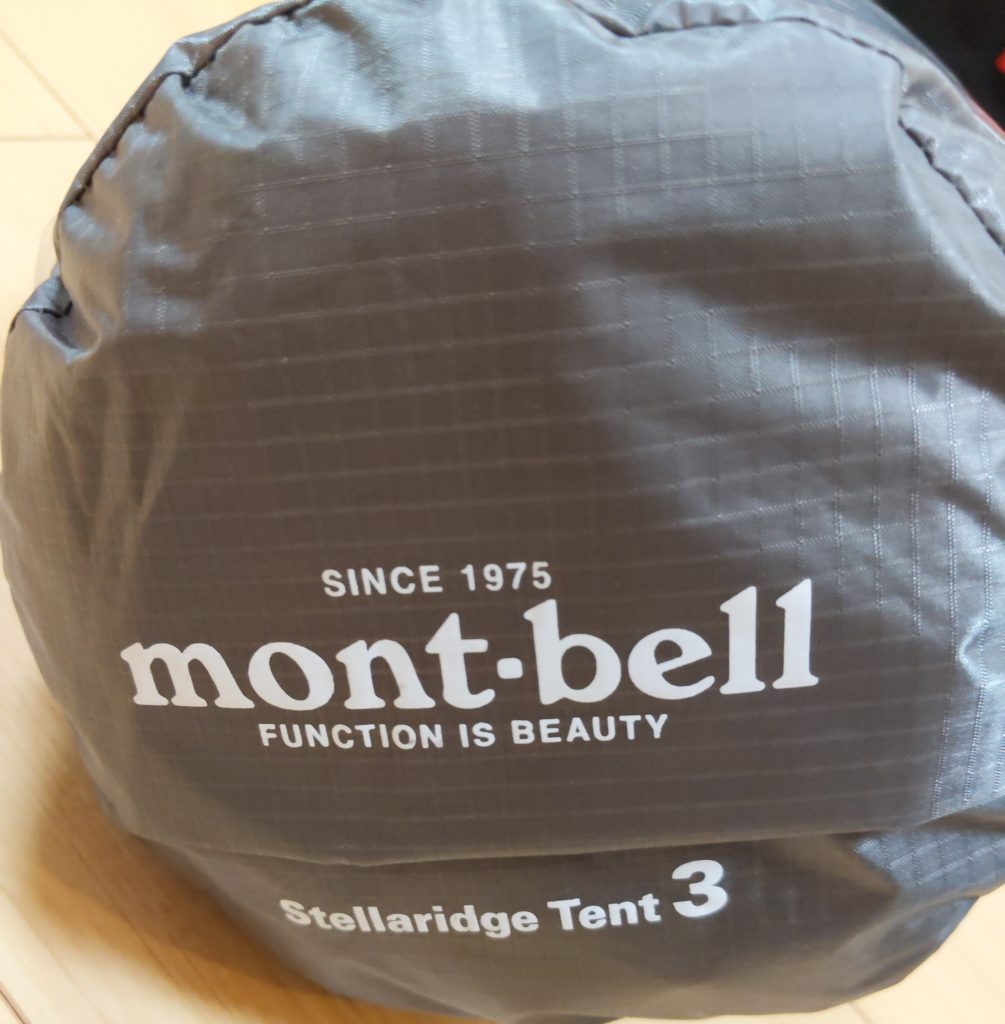 SINCE 1975
mont·bell
FUNCTION IS BEAUTY
Stellaridge Tent 3